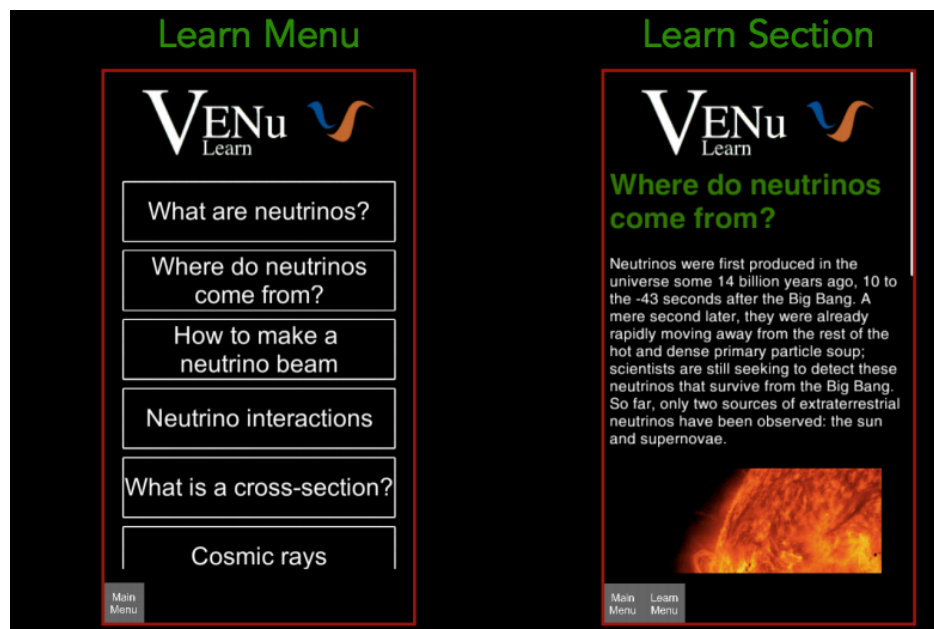 Learn Menu
VENu
Learn
What are neutrinos?
Where do neutrinos
come from?
How to make a
neutrino beam
Neutrino interactions
What is a cross-section?
Cosmic rays
Main
Menu
Learn Section
VENu
Learn
Where do neutrinos
come from?
Neutrinos were first produced in the
universe some 14 billion years ago, 10 to
the -43 seconds after the Big Bang. A
mere second later, they were already
rapidly moving away from the rest of the
hot and dense primary particle soup;
scientists are still seeking to detect these
neutrinos that survive from the Big Bang.
So far, only two sources of extraterrestrial
neutrinos have been observed: the sun
and supernovae.
Main
Menu
Learn
Menu